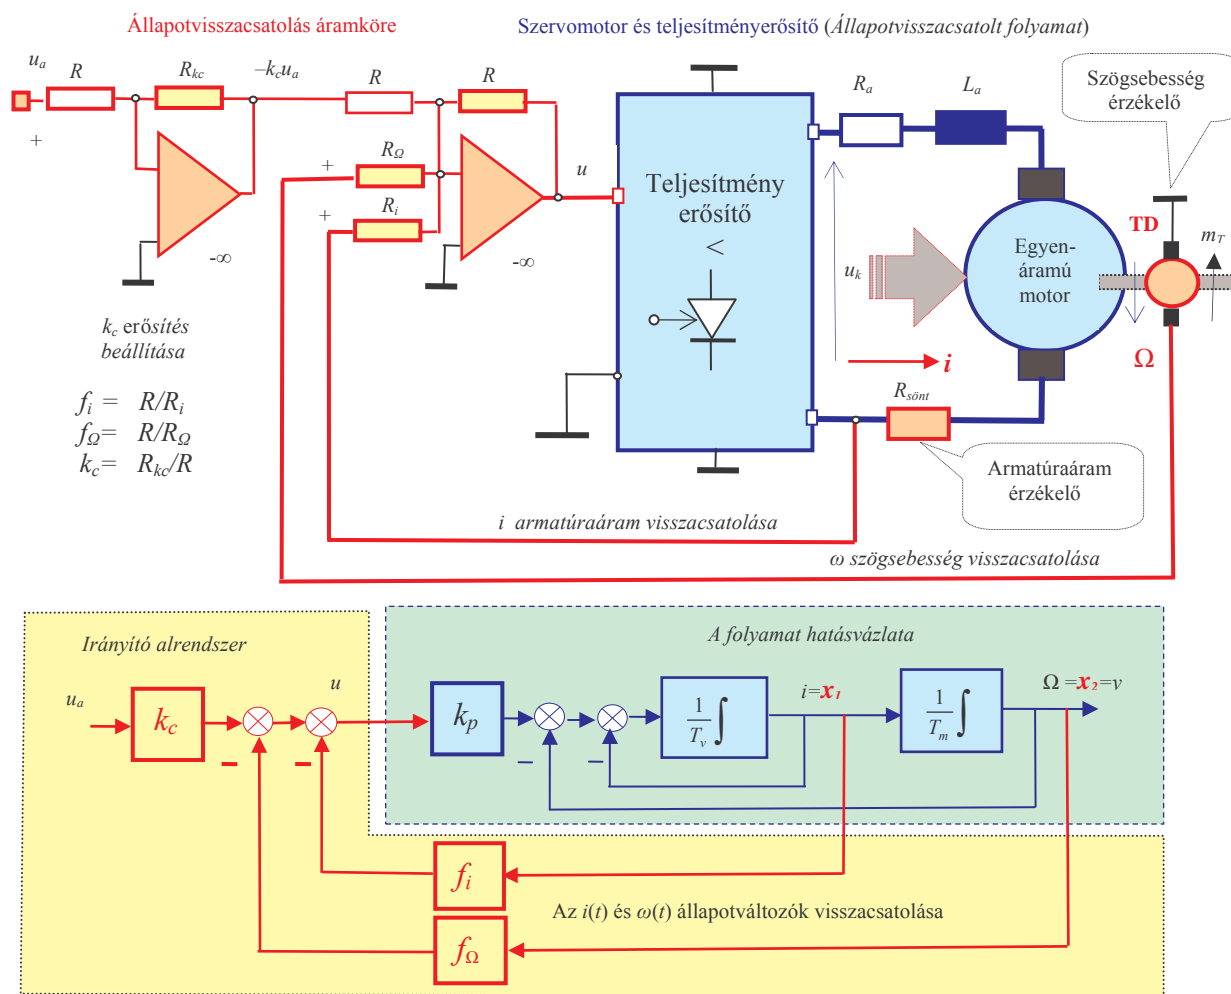 Állapotvisszacsatolás áramköre
Szervomotor és teljesítményerősítő (Állapotvisszacsatolt folyamat)
u_a
R
R_kc
–k_cu_a
R
R
R_a
L_a
Szögsebesség
érzékelő
+
+
R_Ω
u
Teljesítmény
erősítő
<
+
R_i
-∞
-∞
u_k
Egyen-
áramú
motor
TD
m_T
Ω
i
k_c erősítés
beállítása
f_i = R/R_i
f_Ω= R/R_Ω
k_c= R_kc/R
R_sönt
Armatúraáram
érzékelő
i armatúraáram visszacsatolása
ω szögsebesség visszacsatolása
Irányító alrendszer
A folyamat hatásvázlata
u_a
k_c
u
k_p
1/T_v ∫
i=x_1
1/T_m ∫
Ω =x_2=v
–
–
–
–
f_i
Az i(t) és ω(t) állapotváltozók visszacsatolása
f_Ω